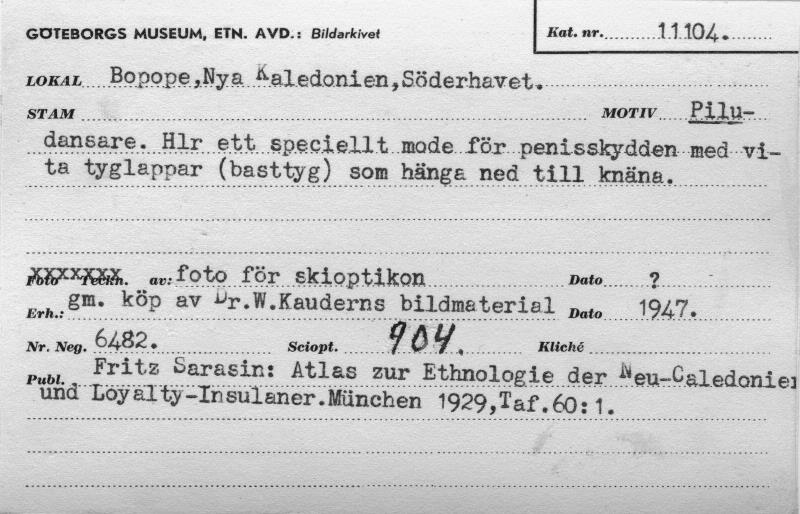 GÖTEBORGS MUSEUM, ETN. AVD.: Bildarkivet
Kat. nr. 11104.
LOKAL Bopope,Nya Kaledonien,Söderhavet.
STAM MOTIV Pilu-
dansare. Hlr ett speciellt mode för penisskydden med vi-
ta tyglappar (basttyg) som hänga ned till knäna.
Foto Teckn. av: foto för skioptikon Dato ?
Erh.: gm. köp av Dr.W.Kauderns bildmaterial Dato 1947.
Nr. Neg. 6482. Sciopt. 904. Kliché
Publ. Fritz Sarasin: Atlas zur Ethnologie der Neu-Caledonier
und Loyalty-Insulaner.München 1929,Taf.60:1.